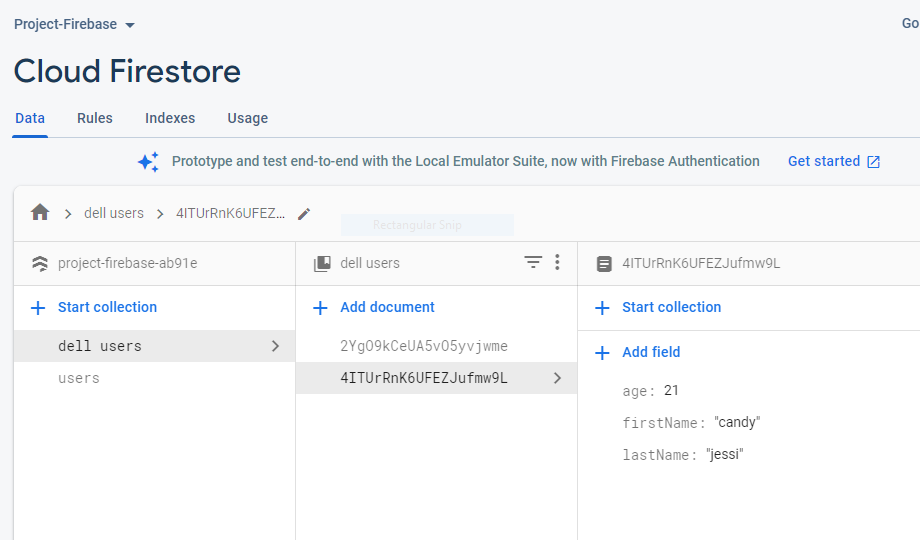 Project-Firebase
Go
Cloud Firestore
Data Rules Indexes Usage
Prototype and test end-to-end with the Local Emulator Suite, now with Firebase Authentication Get started
dell users 4ITUrRnK6UFEZ...
Rectangular Snip
project-firebase-ab91e dell users 4ITUrRnK6UFEZJufmw9L
Start collection Add document Start collection
dell users 2YgO9kCeUA5vO5yvjwme
Add field
users 4ITUrRnK6UFEZJufmw9L
age: 21
firstName: "candy"
lastName: "jessi"